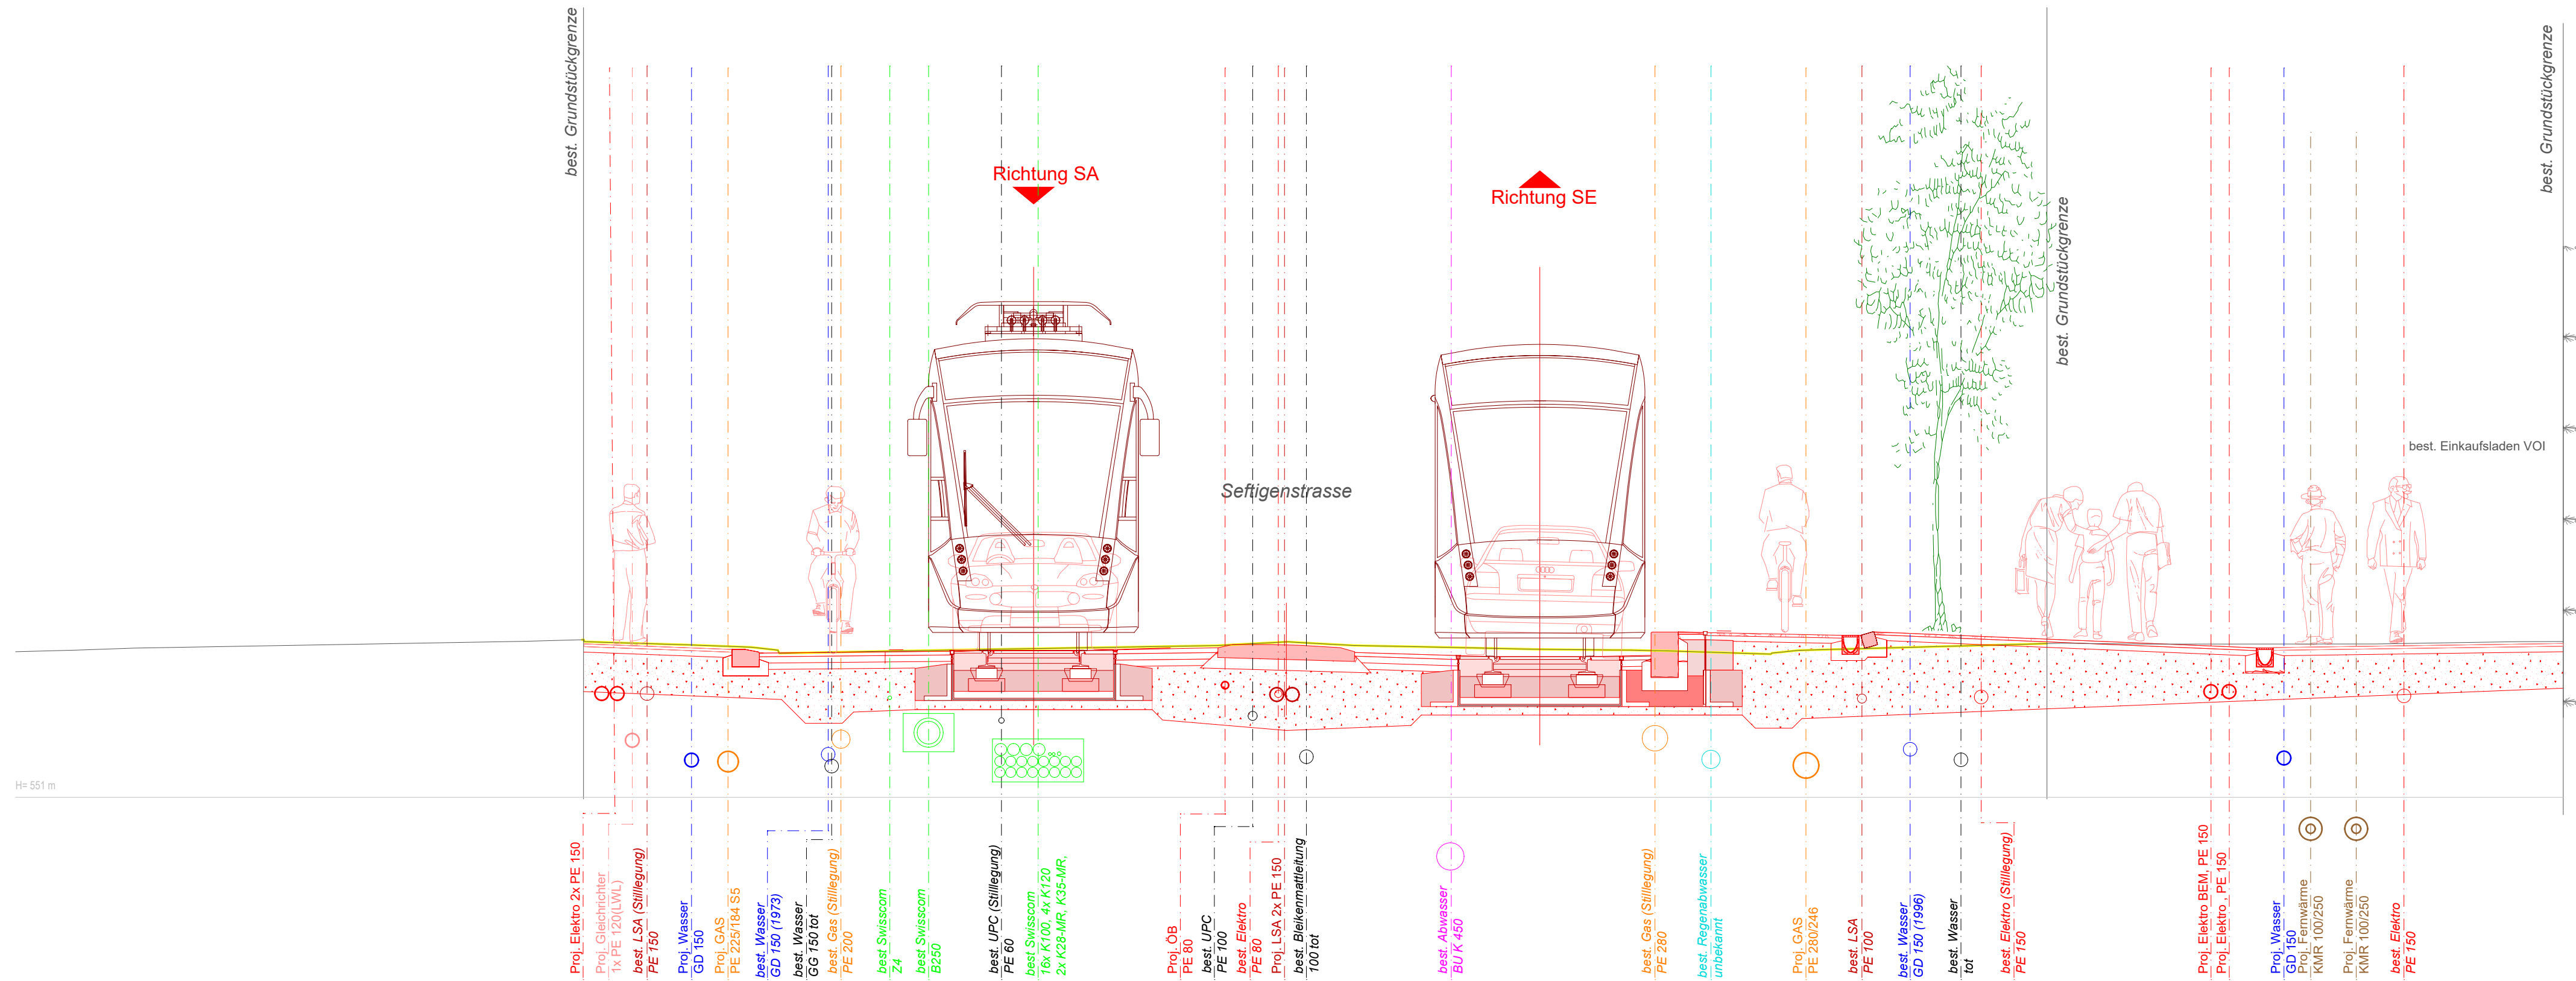 best. Grundstückgrenze
best. Grundstückgrenze
best. Grundstückgrenze
Richtung SA
Richtung SE
Seftigenstrasse
best. Einkaufsladen VOI
H= 551 m
Proj. Elektro 2x PE 150
Proj. Gleichrichter
1x PE 120(LWL)
best. LSA (Stilllegung)
PE 150
Proj. Wasser
GD 150
Proj. GAS
PE 225/184 S5
best. Wasser
GD 150 (1973)
best. Wasser
GG 150 tot
best. Gas (Stilllegung)
PE 200
best. Swisscom
Z4
best. Swisscom
B250
best. UPC (Stilllegung)
PE 60
best Swisscom
16x K100, 4x K120
2x K28-MR, K35-MR,
Proj. ÖB
PE 80
best. UPC
PE 100
best. Elektro
PE 80
Proj. LSA 2x PE 150
best. Bleikenmattleitung
100 tot
best. Abwasser
BU K 450
best. Gas (Stilllegung)
PE 280
best. Regenabwasser
unbekannt
Proj. GAS
PE 280/246
best. LSA
PE 100
best. Wasser
GD 150 (1996)
best. Wasser
tot
best. Elektro (Stilllegung)
PE 150
Proj. Elektro BEM, PE 150
Proj. Elektro , PE 150
Proj. Wasser
GD 150
Proj. Fernwärme
KMR 100/250
Proj. Fernwärme
KMR 100/250
best. Elektro
PE 150